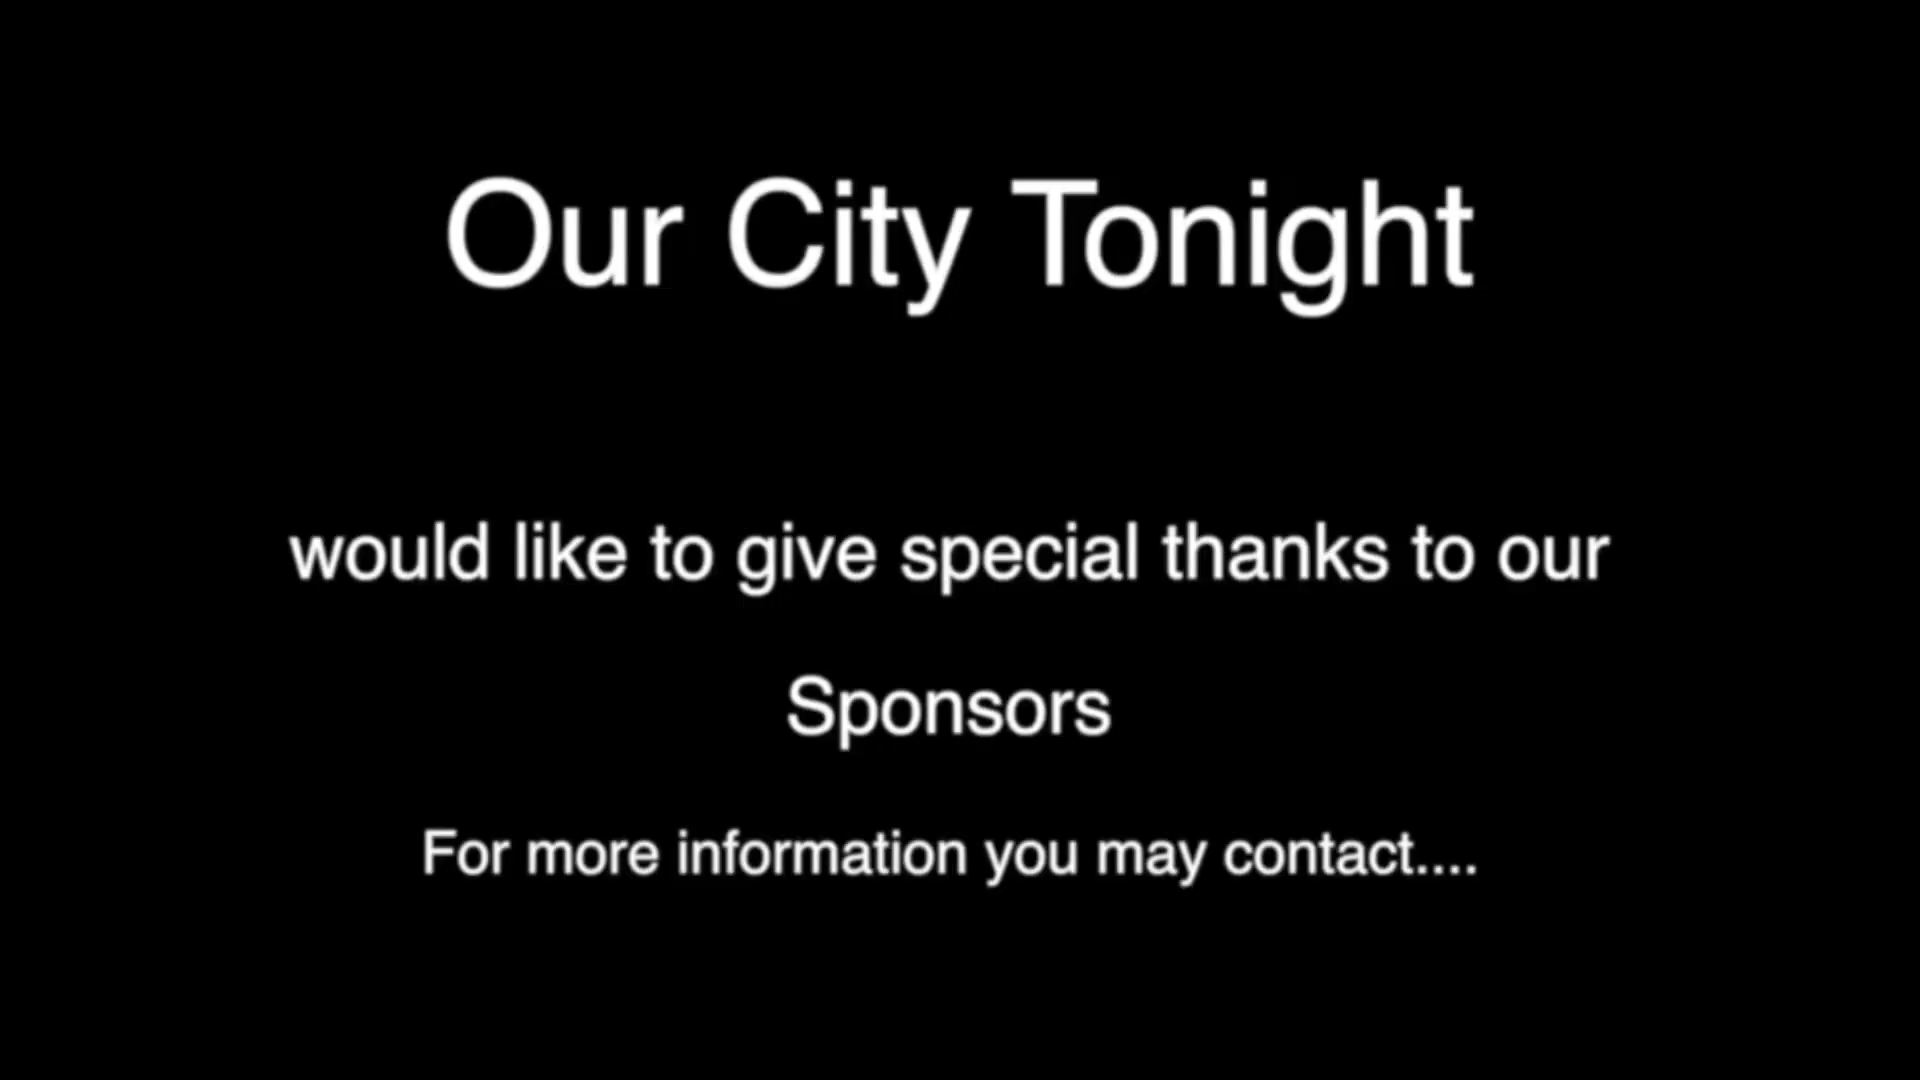 Our City Tonight
would like to give special thanks to our
Sponsors
For more information you may contact....